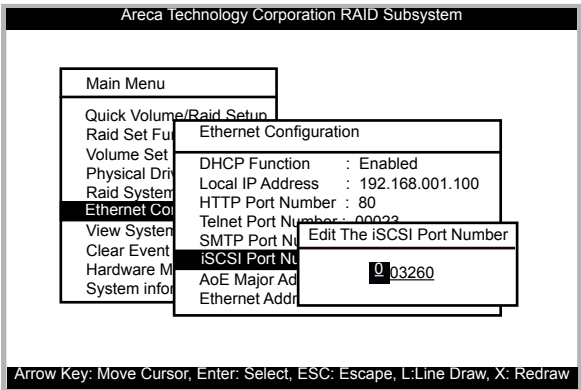 Areca Technology Corporation RAID Subsystem
Main Menu
Quick Volume/Raid Setup
Raid Set Fu
Volume Set
Physical Driv
Raid System
Ethernet Co
View System
Clear Event
Hardware M
System infor
Ethernet Configuration
DHCP Function : Enabled
Local IP Address : 192.168.001.100
HTTP Port Number : 80
Telnet Port Number : 00023
SMTP Port Nu
iSCSI Port Nu
AoE Major Ad
Ethernet Addr
Edit The iSCSI Port Number
0 03260
Arrow Key: Move Cursor, Enter: Select, ESC: Escape, L:Line Draw, X: Redraw